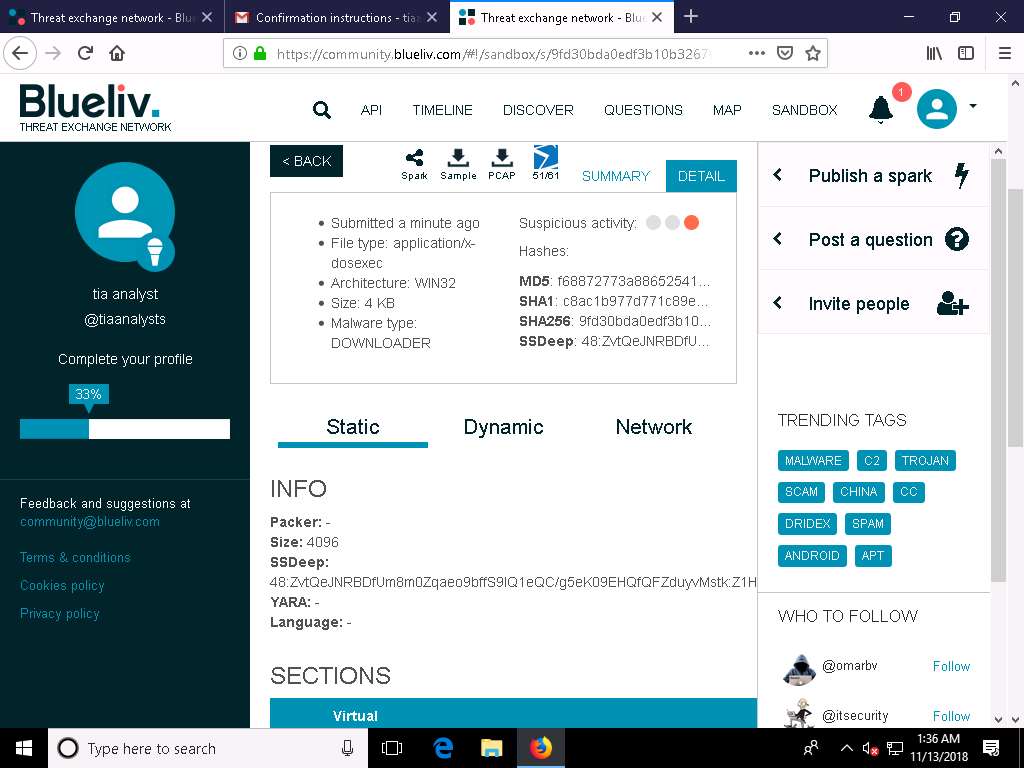 Threat exchange network - Blue
Confirmation instructions - tiaa
Threat exchange network - Blue
https://community.blueliv.com/#!/sandbox/s/9fd30bda0edf3b10b3267
Blueliv.
THREAT EXCHANGE NETWORK
API
TIMELINE
DISCOVER
QUESTIONS
MAP
SANDBOX
1
tia analyst
@tiaanalysts
Complete your profile
33%
Feedback and suggestions at
community@blueliv.com
Terms & conditions
Cookies policy
Privacy policy
< BACK
Spark
Sample
PCAP
51/61
SUMMARY
DETAIL
Submitted a minute ago
File type: application/x-
dosexec
Architecture: WIN32
Size: 4 KB
Malware type:
DOWNLOADER
Suspicious activity:
Hashes:
MD5: f68872773a88652541...
SHA1: c8ac1b977d771c89e...
SHA256: 9fd30bda0edf3b10...
SSDeep: 48:ZvtQeJNRBDfU...
Static
Dynamic
Network
INFO
Packer: -
Size: 4096
SSDeep:
48:ZvtQeJNRBDfUm8m0Zqaeo9bffS9IQ1eQC/g5eK09EHQfQFZduyvMstk:Z1H
YARA: -
Language: -
SECTIONS
Virtual
Publish a spark
Post a question
Invite people
TRENDING TAGS
MALWARE
C2
TROJAN
SCAM
CHINA
CC
DRIDEX
SPAM
ANDROID
APT
WHO TO FOLLOW
@omarbv
Follow
@itsecurity
Follow
Type here to search
1:36 AM
11/13/2018